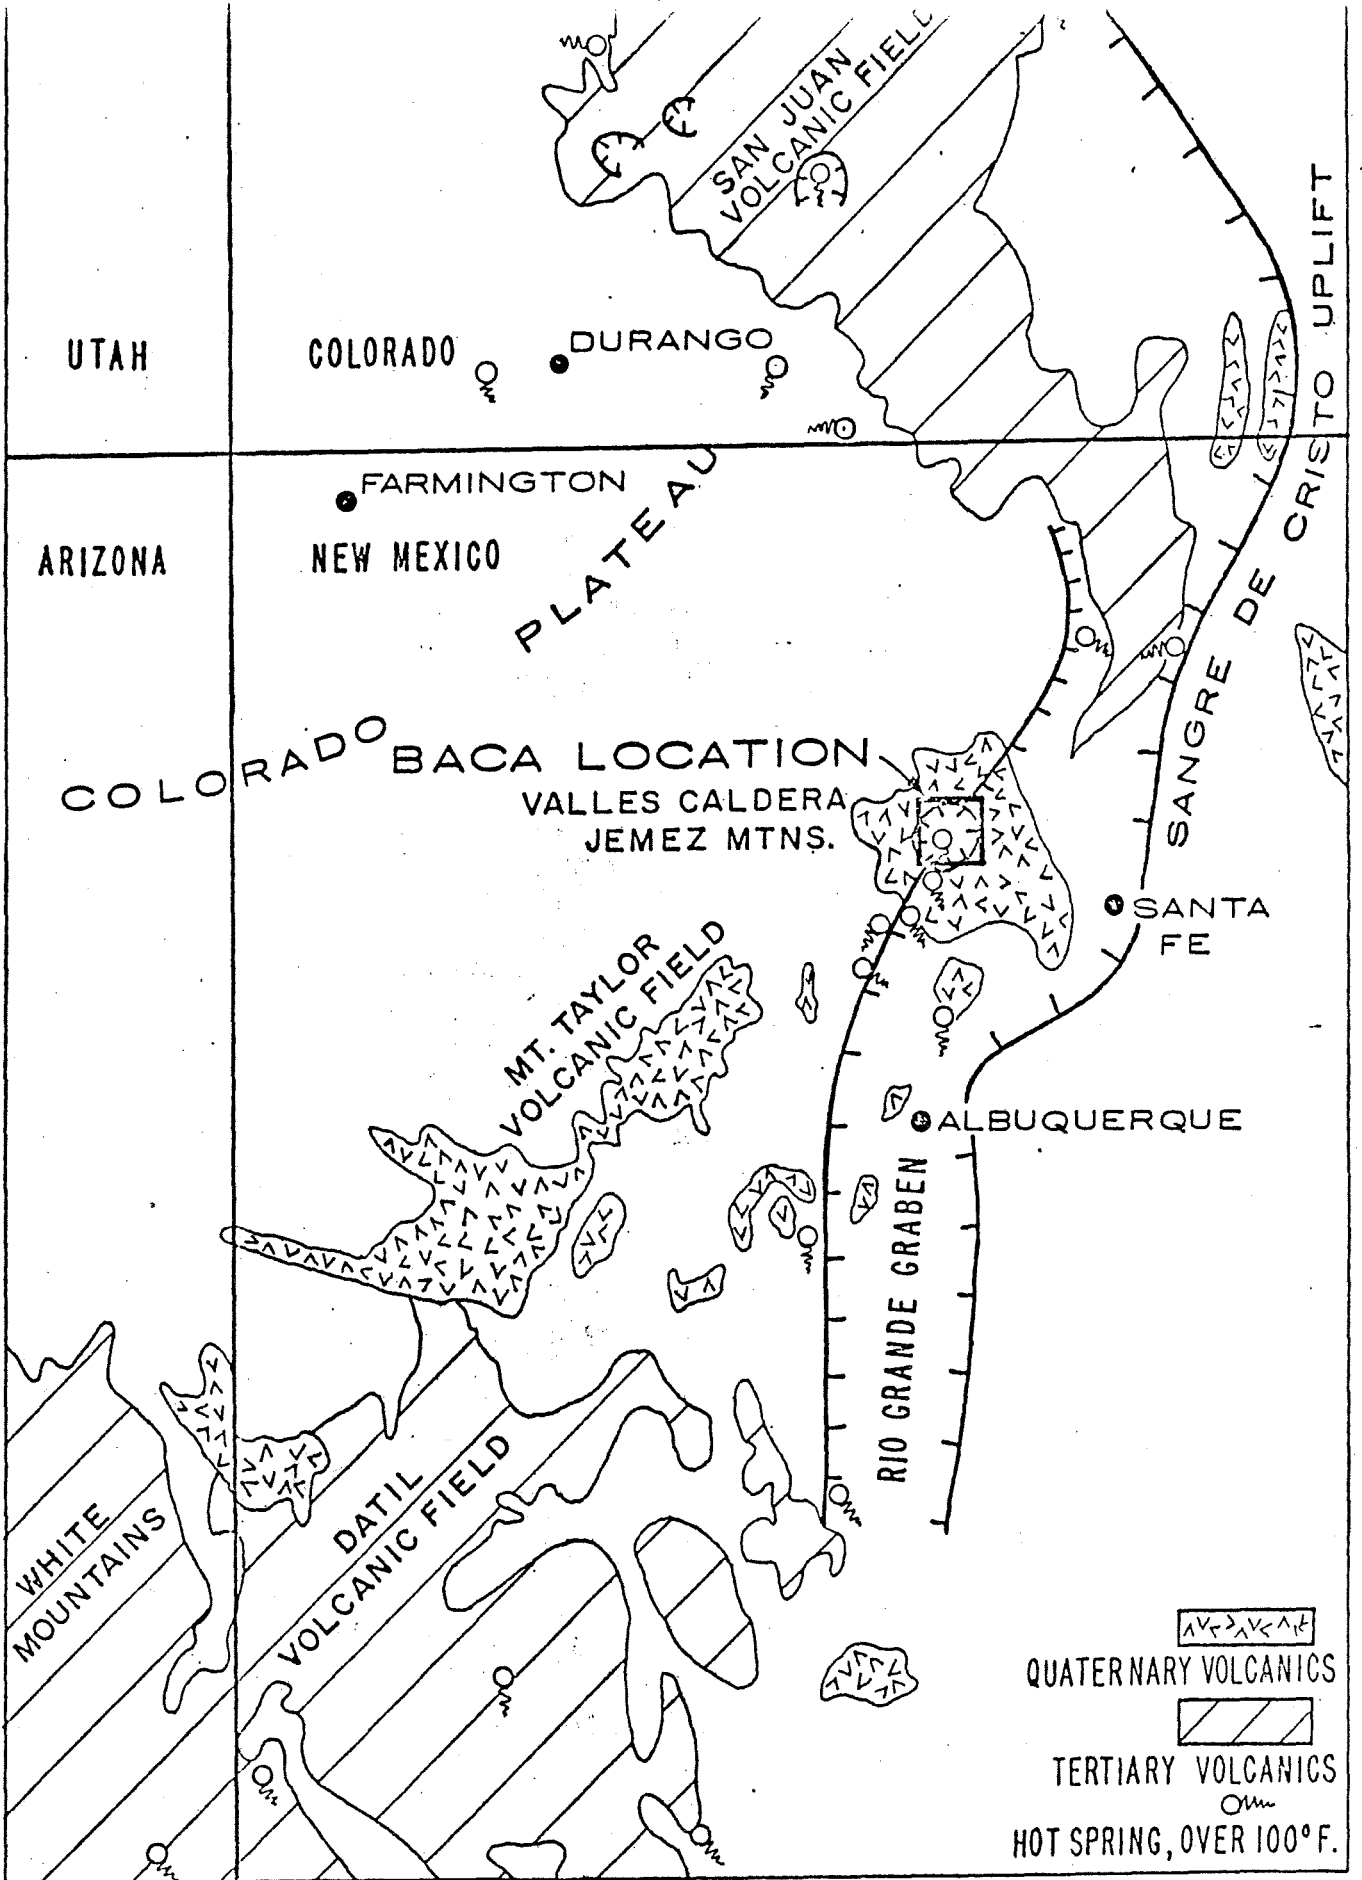 SAN JUAN
VOLCANIC FIELD
SANGRE DE CRISTO UPLIFT
UTAH
COLORADO
DURANGO
FARMINGTON
ARIZONA
NEW MEXICO
COLORADO PLATEAU
BACA LOCATION
VALLES CALDERA
JEMEZ MTNS.
SANTA
FE
MT. TAYLOR
VOLCANIC FIELD
ALBUQUERQUE
RIO GRANDE GRABEN
WHITE
MOUNTAINS
DATIL
VOLCANIC FIELD
QUATERNARY VOLCANICS
TERTIARY VOLCANICS
HOT SPRING, OVER 100° F.